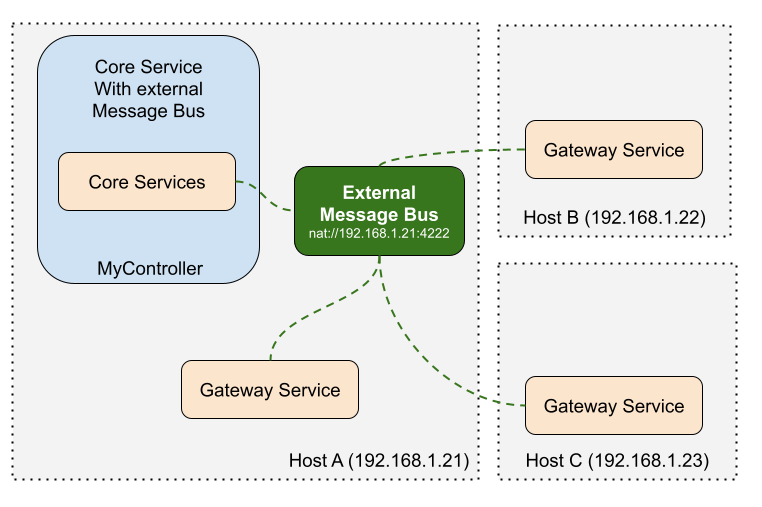 Core Service
With external
Message Bus
Core Services
MyController
External
Message Bus
nat://192.168.1.21:4222
Gateway Service
Host A (192.168.1.21)
Gateway Service
Host B (192.168.1.22)
Gateway Service
Host C (192.168.1.23)